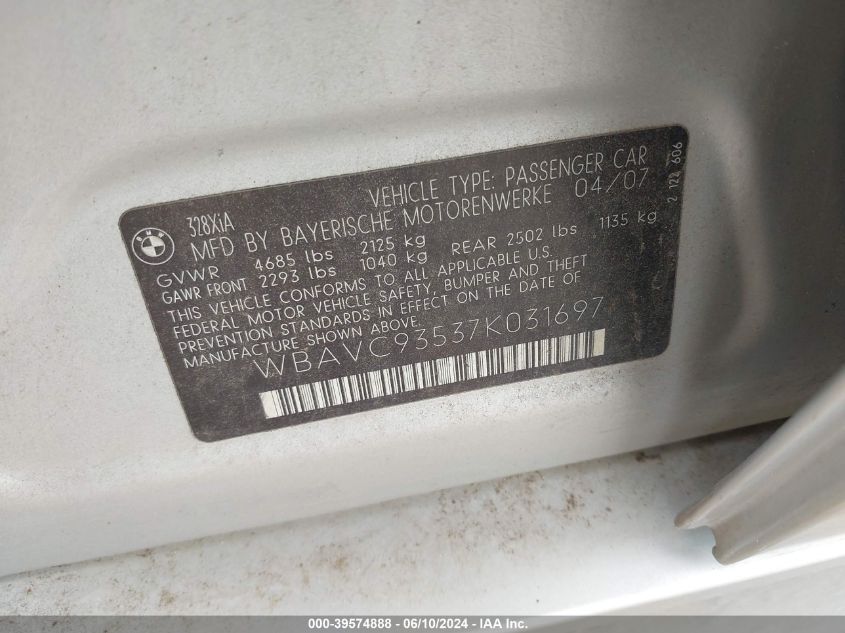 BMW
328XiA
VEHICLE TYPE: PASSENGER CAR
MFD BY BAYERISCHE MOTORENWERKE 04/07
GVWR 4685 lbs 2125 kg
GAWR FRONT 2293 lbs 1040 kg REAR 2502 lbs 1135 kg
THIS VEHICLE CONFORMS TO ALL APPLICABLE U.S.
FEDERAL MOTOR VEHICLE SAFETY, BUMPER AND THEFT
PREVENTION STANDARDS IN EFFECT ON THE DATE OF
MANUFACTURE SHOWN ABOVE.
WBAVC93537K031697
2 122 606
000-39574888 - 06/10/2024 - IAA Inc.